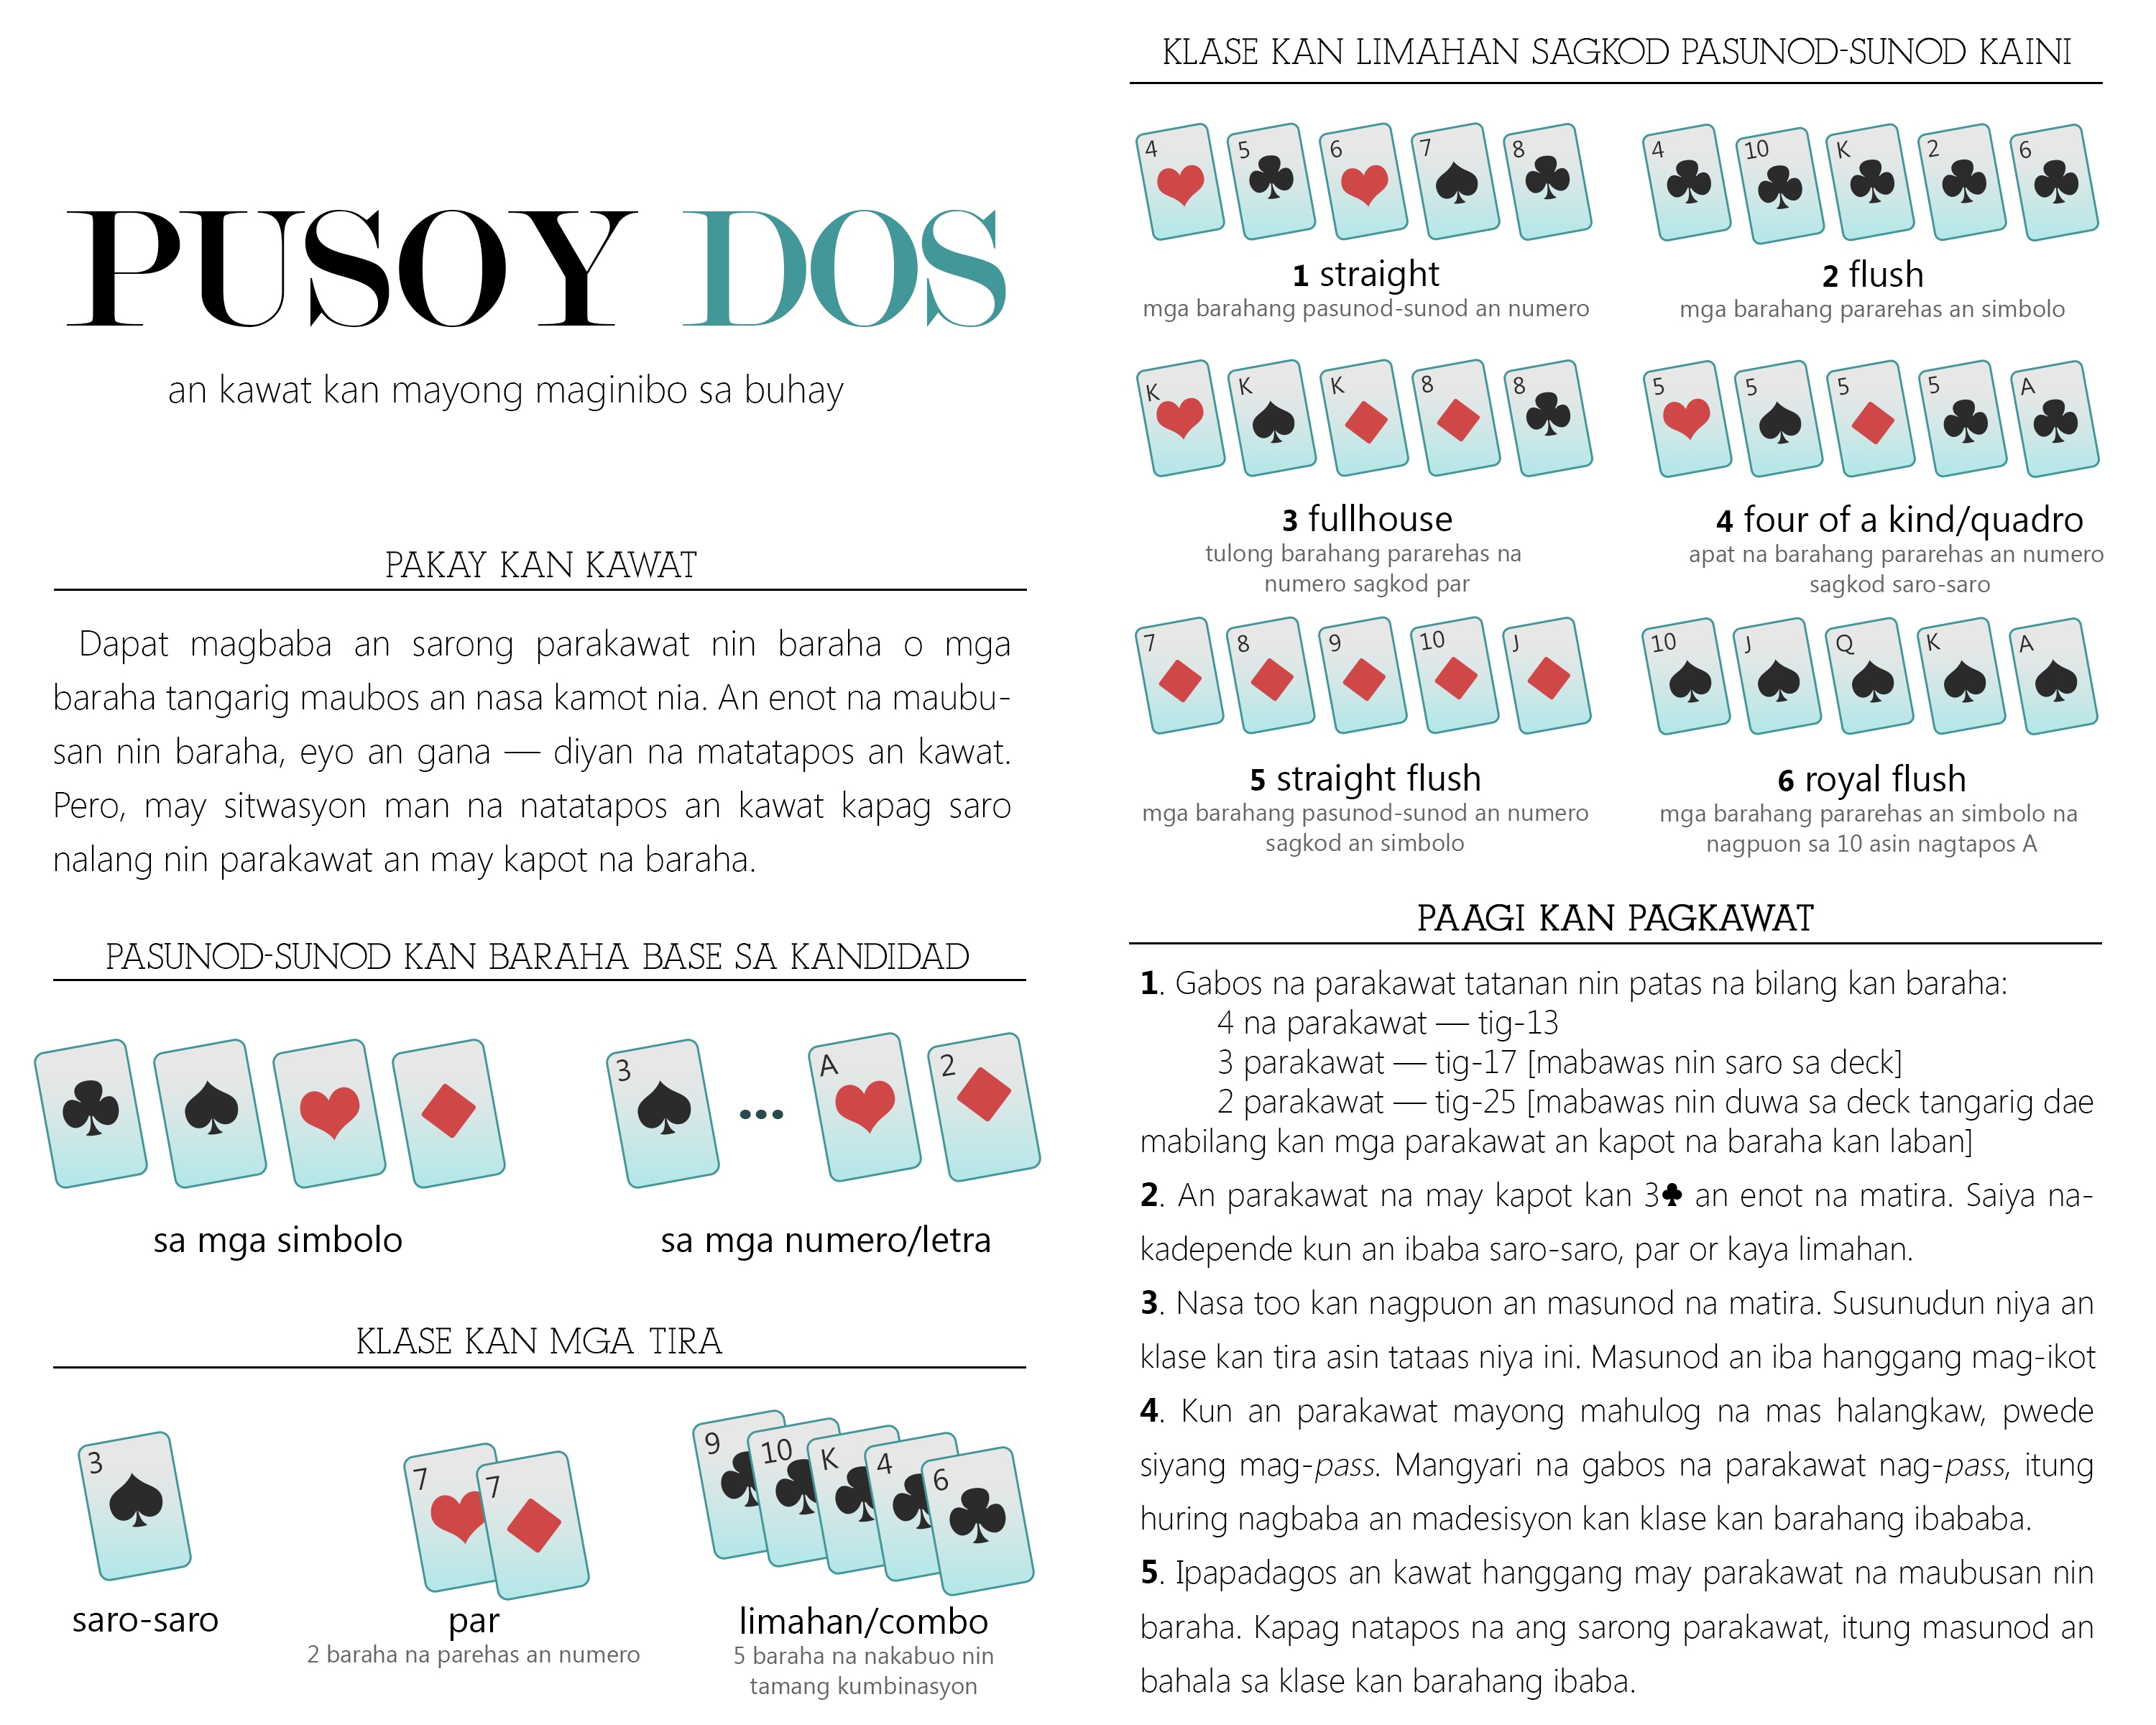 PUSOY DOS
an kawat kan mayong maginibo sa buhay
PAKAY KAN KAWAT
Dapat magbaba an sarong parakawat nin baraha o mga
baraha tangarig maubos an nasa kamot nia. An enot na maubu-
san nin baraha, eyo an gana — diyan na matatapos an kawat.
Pero, may sitwasyon man na natatapos an kawat kapag saro
nalang nin parakawat an may kapot na baraha.
PASUNOD-SUNOD KAN BARAHA BASE SA KANDIDAD
3 ... A 2
sa mga simbolo
sa mga numero/letra
KLASE KAN MGA TIRA
3
7 7
9 10 K 4 6
saro-saro
par
2 baraha na parehas an numero
limahan/combo
5 baraha na nakabuo nin
tamang kumbinasyon
KLASE KAN LIMAHAN SAGKOD PASUNOD-SUNOD KAINI
4 5 6 7 8
1 straight
mga barahang pasunod-sunod an numero
4 10 K 2 6
2 flush
mga barahang pararehas an simbolo
K K K 8 8
3 fullhouse
tulong barahang pararehas na
numero sagkod par
5 5 5 5 A
4 four of a kind/quadro
apat na barahang pararehas an numero
sagkod saro-saro
7 8 9 10 J
5 straight flush
mga barahang pasunod-sunod an numero
sagkod an simbolo
10 J Q K A
6 royal flush
mga barahang pararehas an simbolo na
nagpuon sa 10 asin nagtapos A
PAAGI KAN PAGKAWAT
1. Gabos na parakawat tatanan nin patas na bilang kan baraha:
4 na parakawat — tig-13
3 parakawat — tig-17 [mabawas nin saro sa deck]
2 parakawat — tig-25 [mabawas nin duwa sa deck tangarig dae
mabilang kan mga parakawat an kapot na baraha kan laban]
2. An parakawat na may kapot kan 3♣ an enot na matira. Saiya na-
kadepende kun an ibaba saro-saro, par or kaya limahan.
3. Nasa too kan nagpuon an masunod na matira. Susunudun niya an
klase kan tira asin tataas niya ini. Masunod an iba hanggang mag-ikot
4. Kun an parakawat mayong mahulog na mas halangkaw, pwede
siyang mag-pass. Mangyari na gabos na parakawat nag-pass, itung
huring nagbaba an madesisyon kan klase kan barahang ibababa.
5. Ipapadagos an kawat hanggang may parakawat na maubusan nin
baraha. Kapag natapos na ang sarong parakawat, itung masunod an
bahala sa klase kan barahang ibaba.